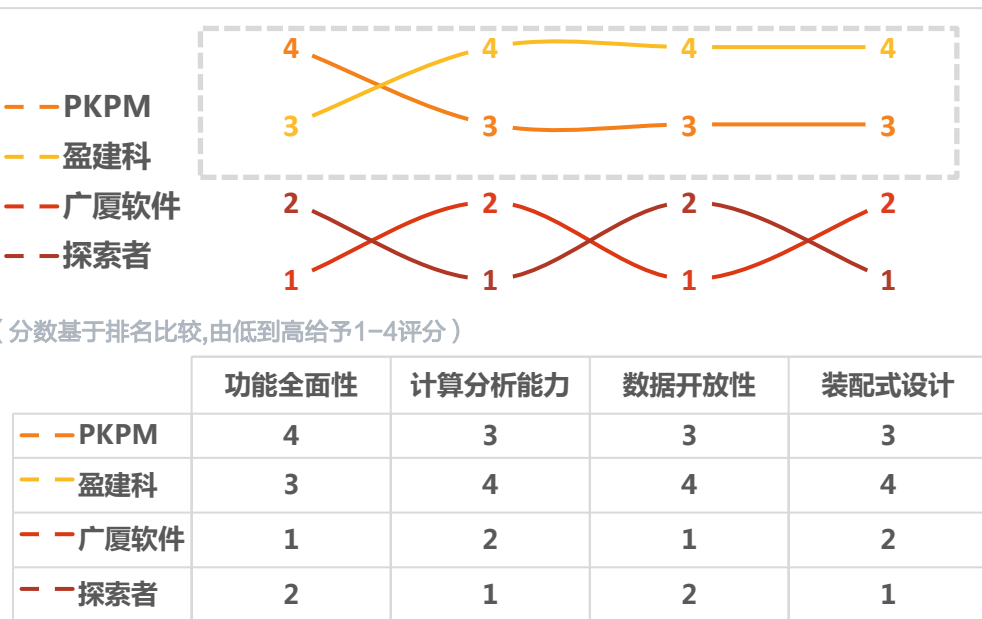 4 4 4 4
PKPM
3 3 3 3
盈建科
广厦软件 2 2 2 2
探索者
1 1 1 1
（分数基于排名比较,由低到高给予1-4评分）
功能全面性 计算分析能力 数据开放性 装配式设计
PKPM 4 3 3 3
盈建科 3 4 4 4
广厦软件 1 2 1 2
探索者 2 1 2 1